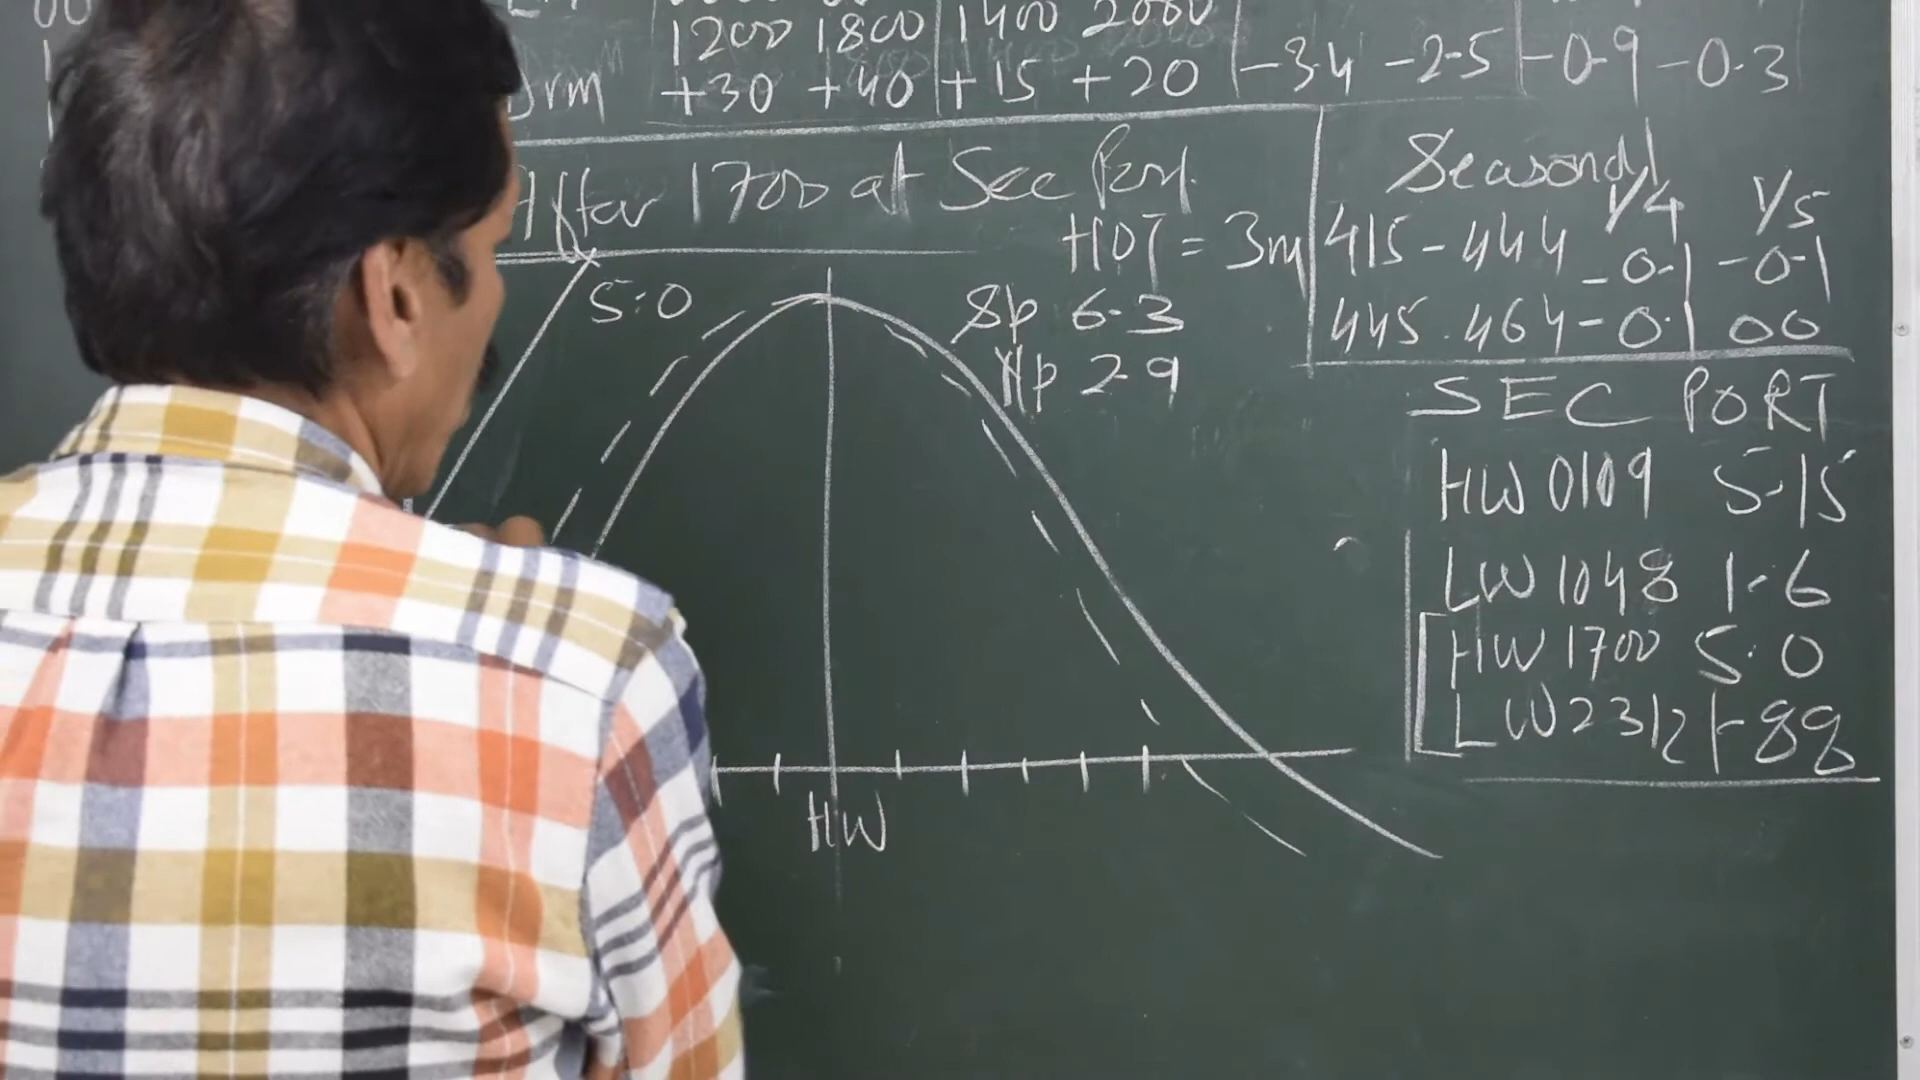 00
1200 1800 1400 2000
rm +30 +40 +15 +20 -3.4 -2.5 -0.9 -0.3
After 1700 at Sec Port.
HOT = 3m
5.0
Sp 6.3
Np 2.9
Seasonal
1/4 1/5
415-444 -0.1 -0.1
445.464 -0.1 00
SEC PORT
HW 0109 5.15
LW 1048 1.6
HW 1700 5.0
LW 2312 1.88
HW